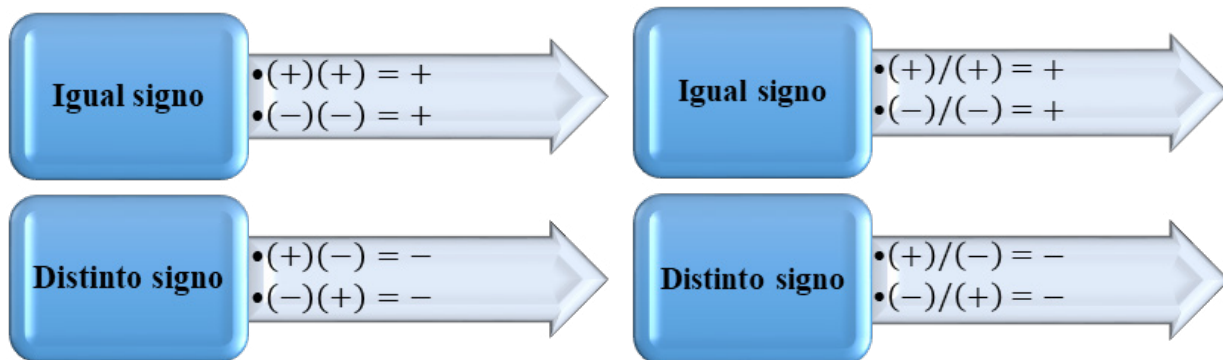 Igual signo
•(+)(+) = +
•(−)(−) = +
Distinto signo
•(+)(−) = −
•(−)(+) = −
Igual signo
•(+)/(+) = +
•(−)/(−) = +
Distinto signo
•(+)/(−) = −
•(−)/(+) = −